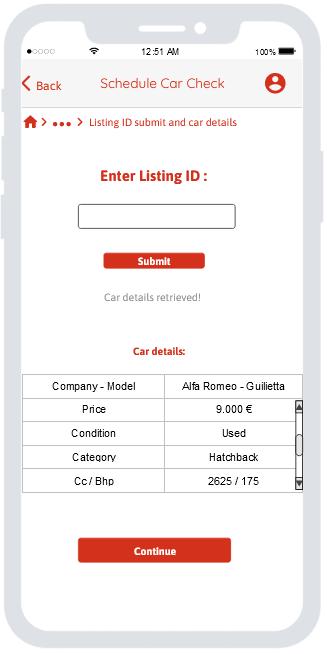 12:51 AM
100%
Back
Schedule Car Check
Listing ID submit and car details
Enter Listing ID :
Submit
Car details retrieved!
Car details:
Company - Model Alfa Romeo - Guilietta
Price 9.000 €
Condition Used
Category Hatchback
Cc / Bhp 2625 / 175
Continue